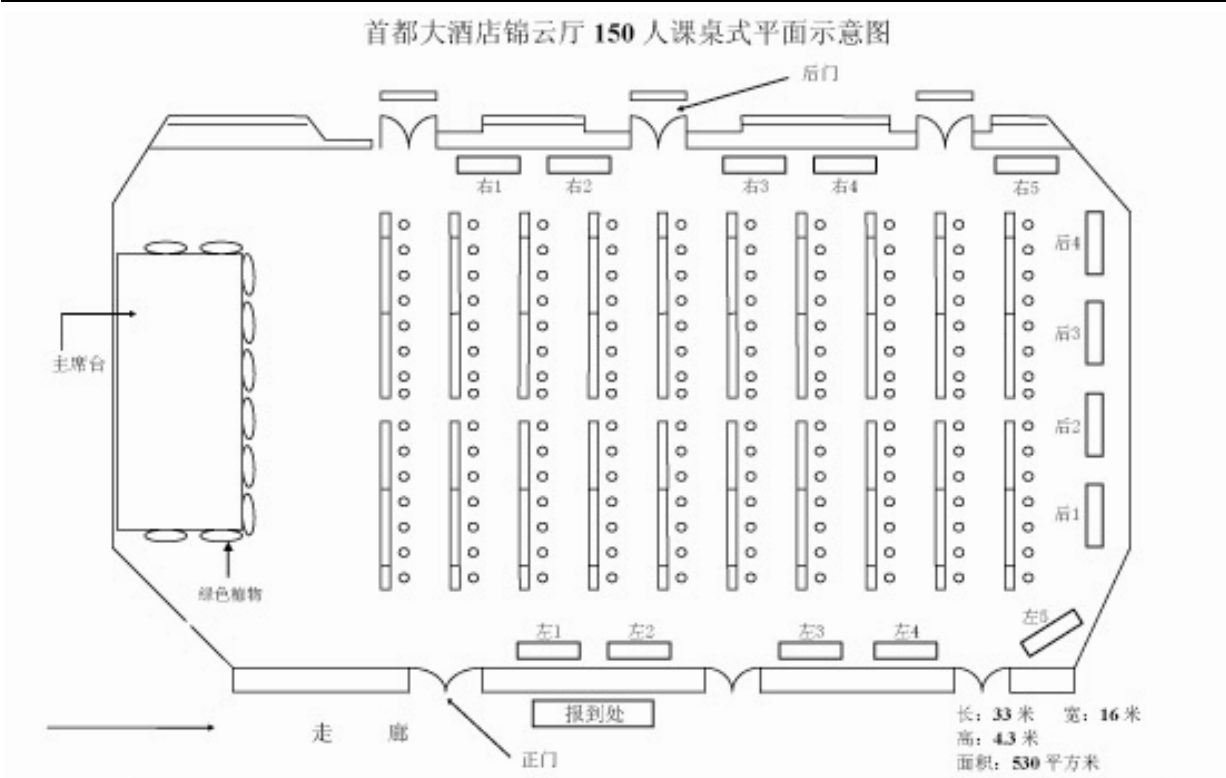 首都大酒店锦云厅 150 人课桌式平面示意图
后门
右1
右2
右3
右4
右5
后4
后3
后2
后1
主席台
绿色植物
左1
左2
左3
左4
左5
报到处
走 廊
正门
长：33 米 宽：16 米
高：4.3 米
面积：530 平方米